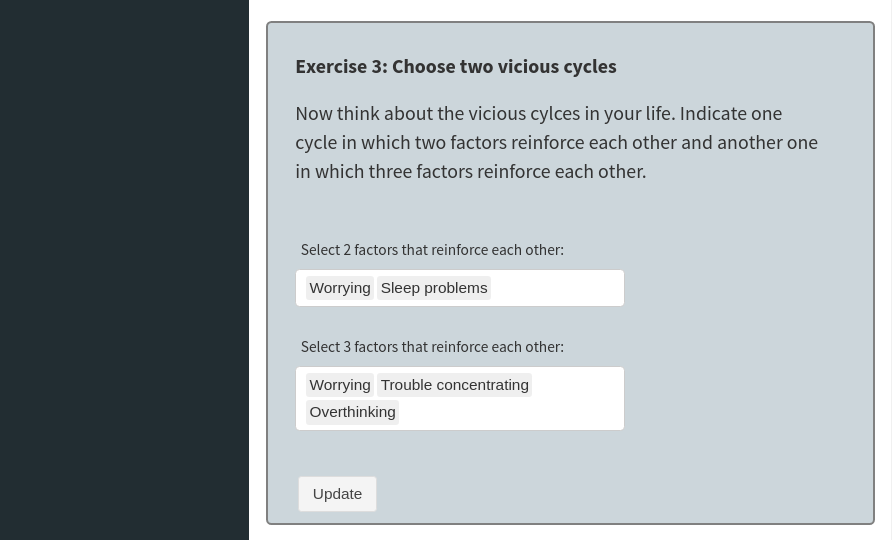 Exercise 3: Choose two vicious cycles
Now think about the vicious cylces in your life. Indicate one
cycle in which two factors reinforce each other and another one
in which three factors reinforce each other.
Select 2 factors that reinforce each other:
Worrying Sleep problems
Select 3 factors that reinforce each other:
Worrying Trouble concentrating
Overthinking
Update